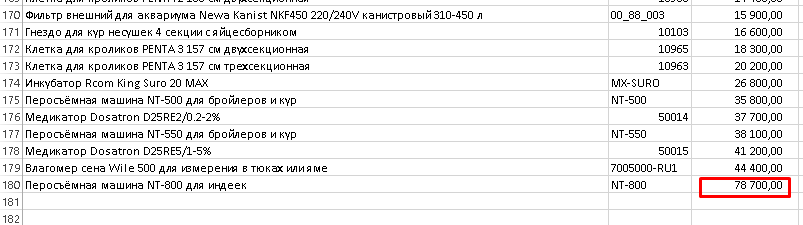 170 Фильтр внешний для аквариума Newa Kanist NKF450 220/240V канистровый 310-450 л 00_88_003 15 900,00
171 Гнездо для кур несушек 4 секции с яйцесборником 10103 16 600,00
172 Клетка для кроликов PENTA 3 157 см двухсекционная 10965 18 300,00
173 Клетка для кроликов PENTA 3 157 см трехсекционная 10963 20 200,00
174 Инкубатор Rcom King Suro 20 MAX MX-SURO 26 800,00
175 Перосъёмная машина NT-500 для бройлеров и кур NT-500 35 800,00
176 Медикатор Dosatron D25RE2/0.2-2% 50014 37 700,00
177 Перосъёмная машина NT-550 для бройлеров и кур NT-550 38 100,00
178 Медикатор Dosatron D25RE5/1-5% 50015 41 200,00
179 Влагомер сена Wile 500 для измерения в тюках или яме 7005000-RU1 44 400,00
180 Перосъёмная машина NT-800 для индеек NT-800 78 700,00
181
182